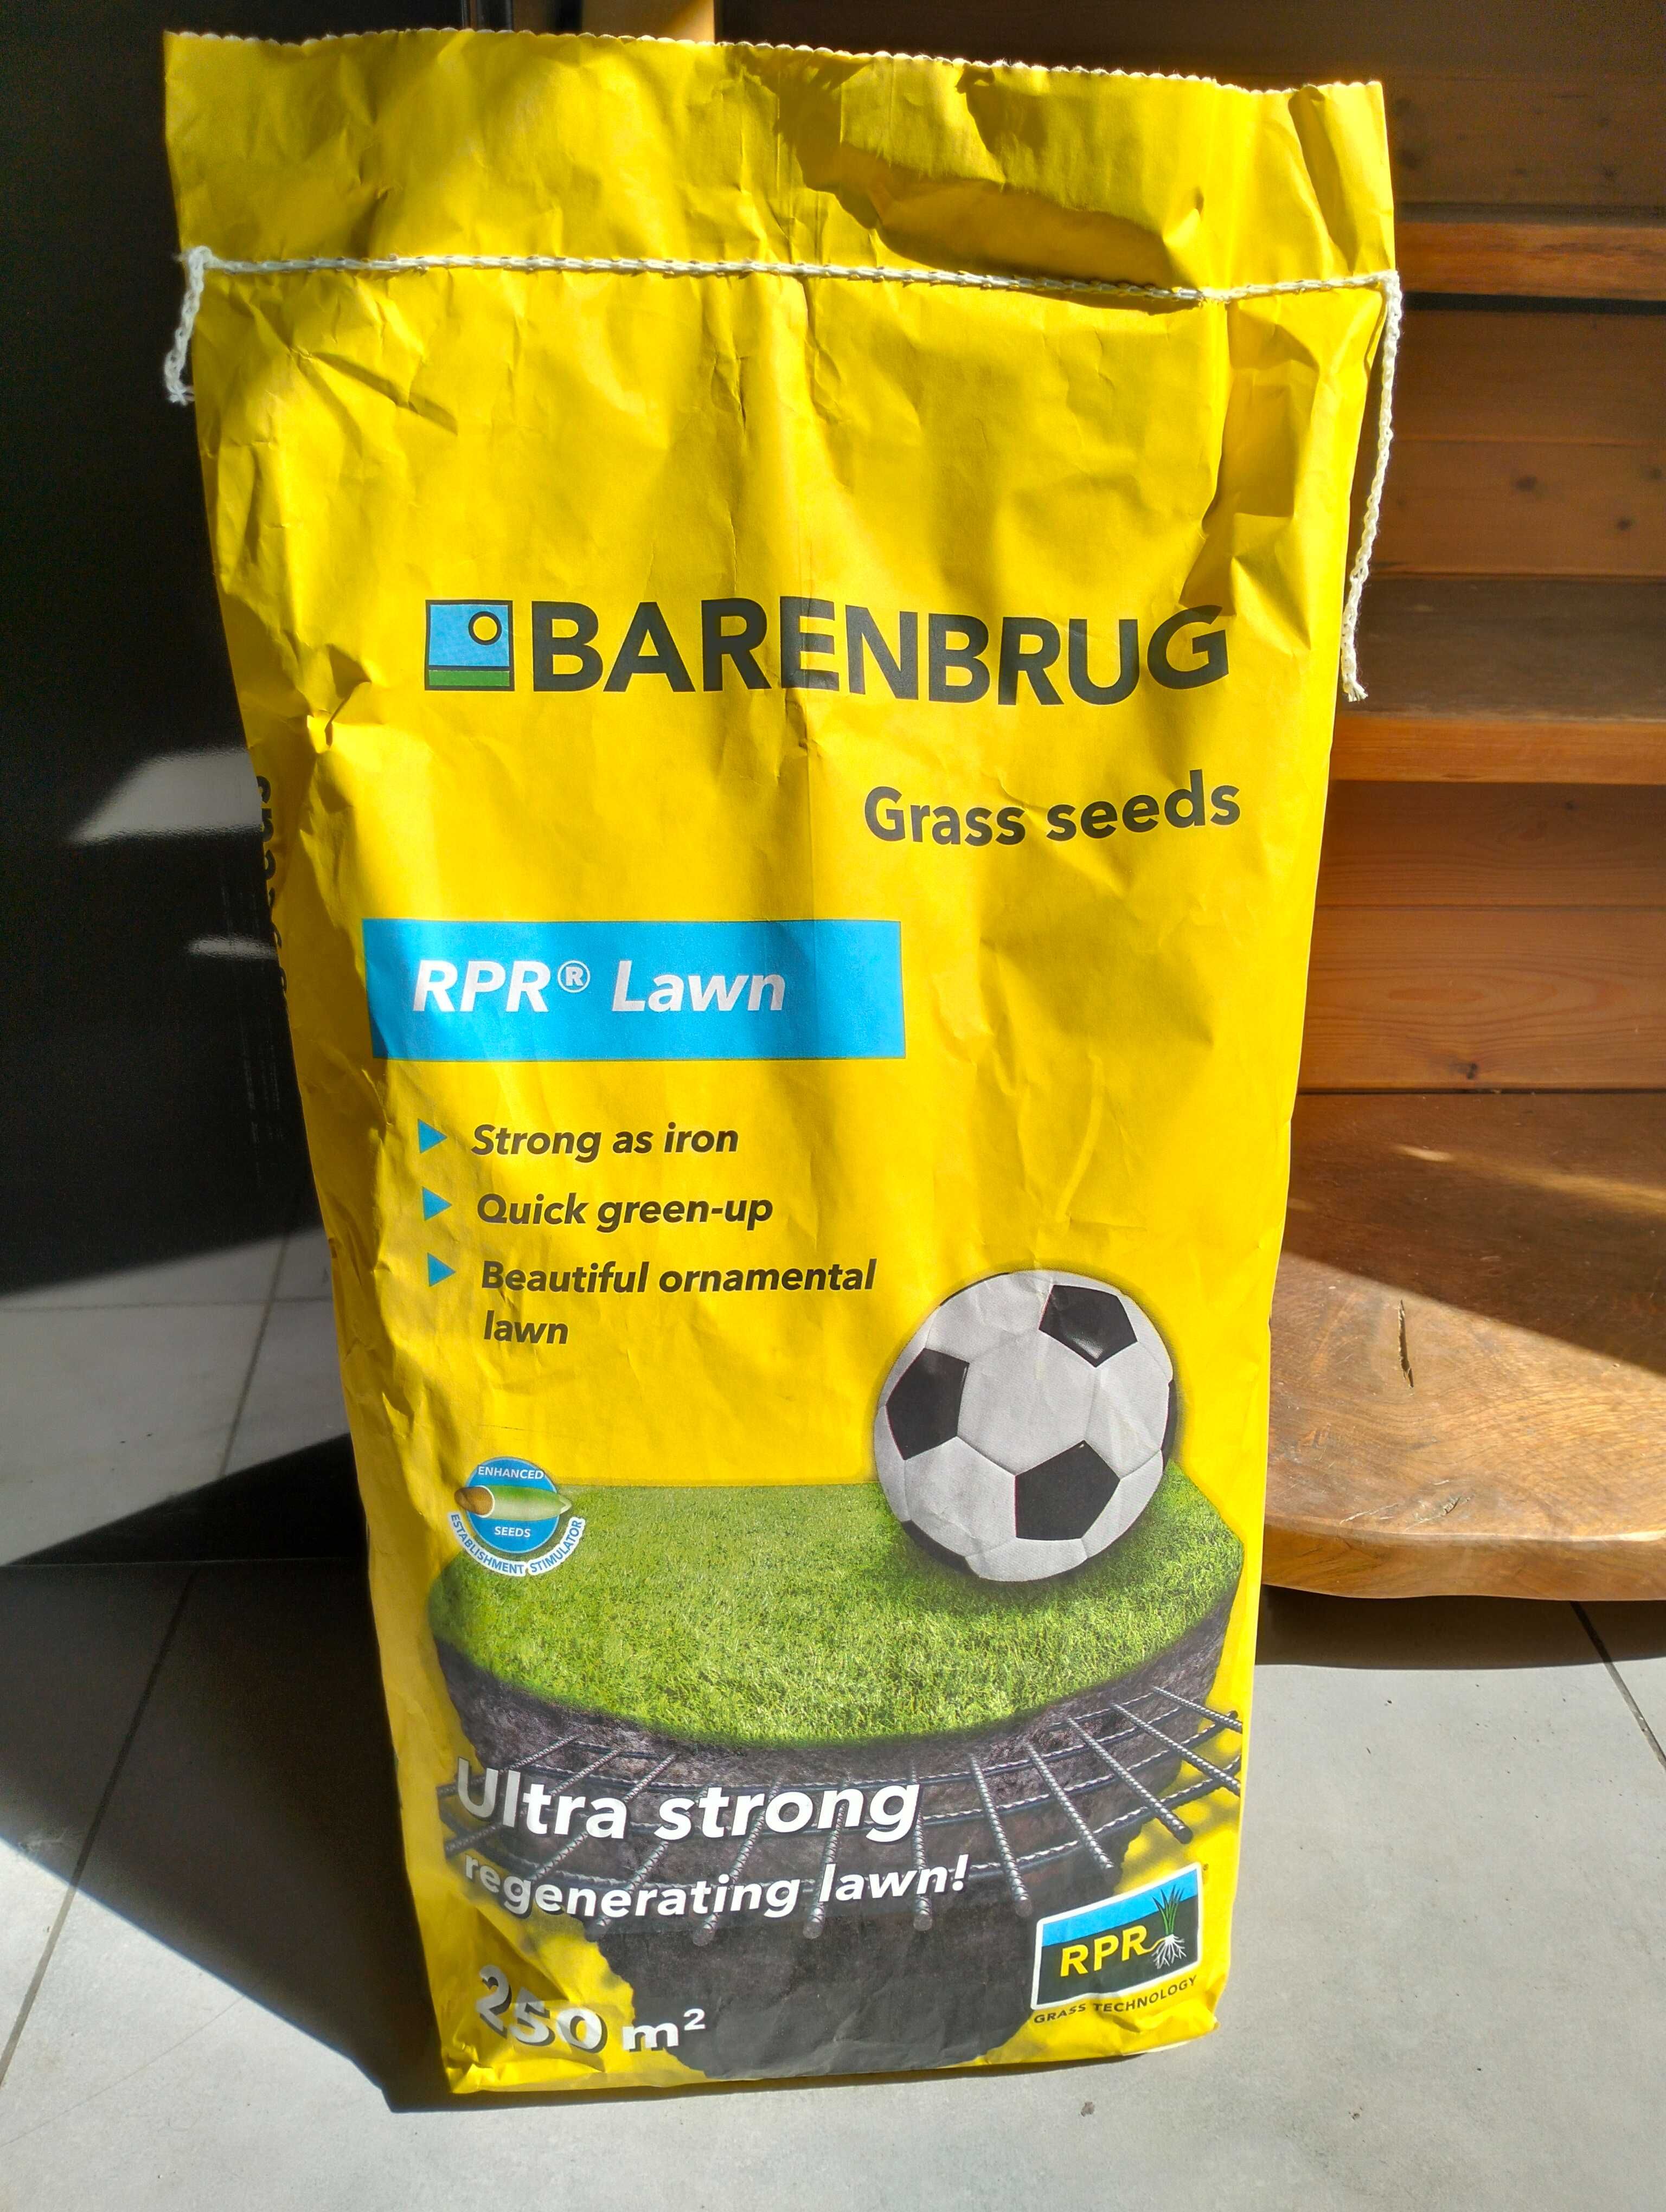 BARENBRUG
Grass seeds
RPR® Lawn
Strong as iron
Quick green-up
Beautiful ornamental
lawn
ENHANCED
SEEDS
ESTABLISHMENT STIMULATOR
Ultra strong
regenerating lawn!
RPR
GRASS TECHNOLOGY
250 m²